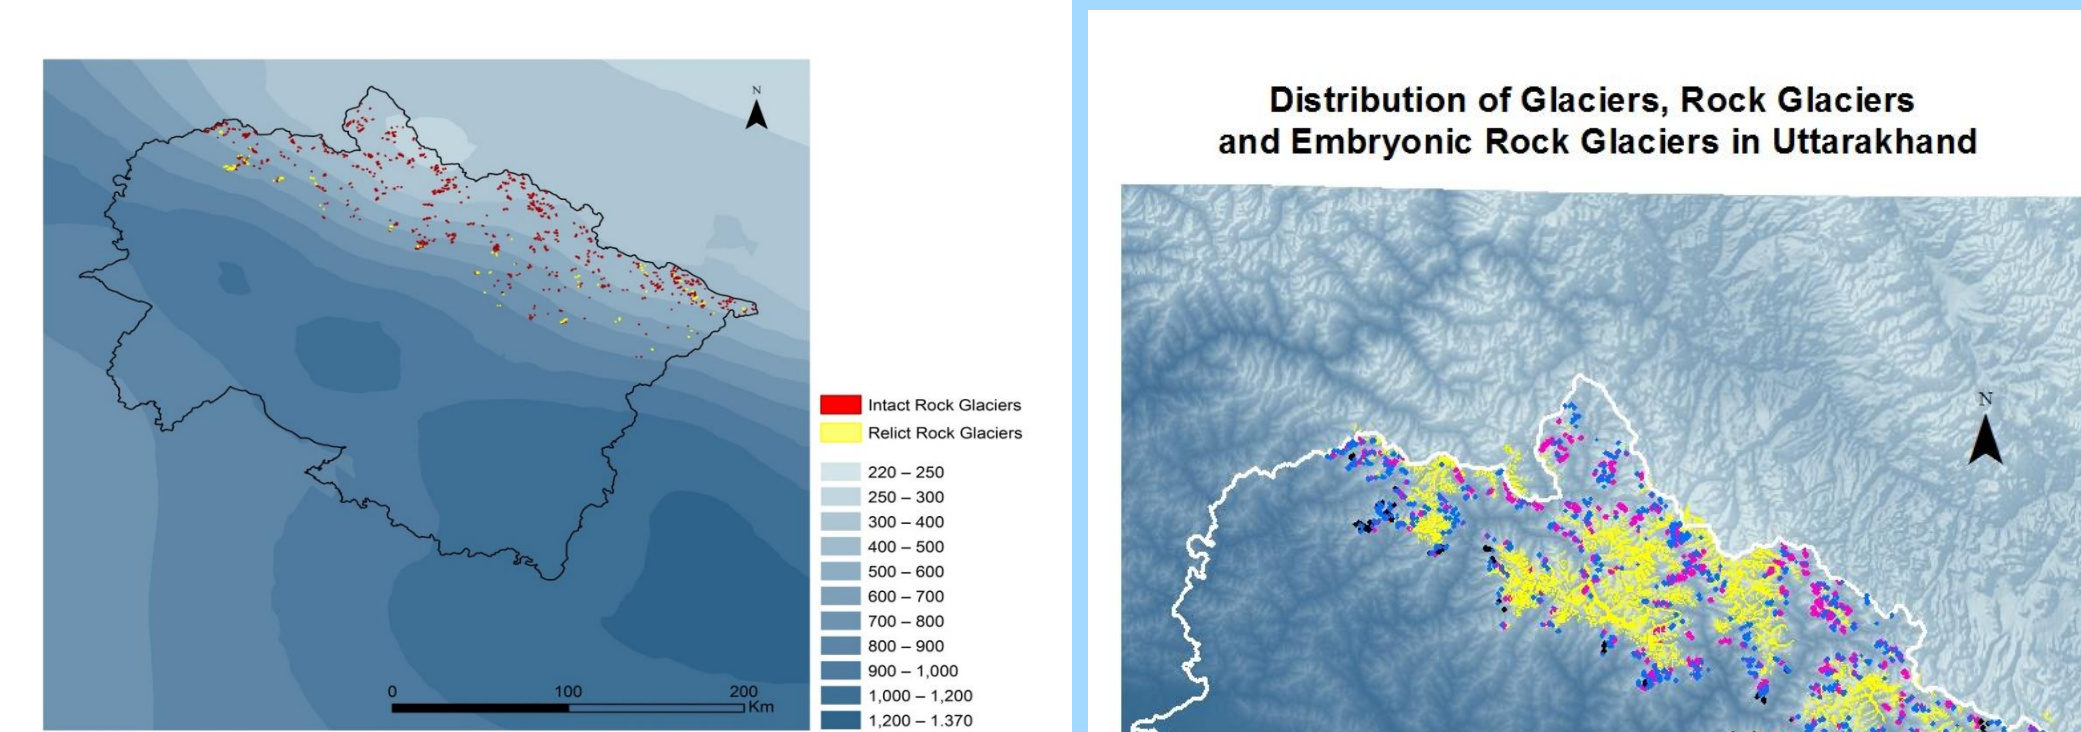 N
Intact Rock Glaciers
Relict Rock Glaciers
220 – 250
250 – 300
300 – 400
400 – 500
500 – 600
600 – 700
700 – 800
800 – 900
900 – 1,000
1,000 – 1,200
1,200 – 1.370
0 100 200
Km
Distribution of Glaciers, Rock Glaciers
and Embryonic Rock Glaciers in Uttarakhand
N